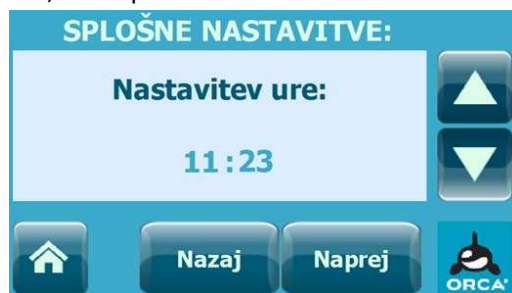 SPLOŠNE NASTAVITVE:
Nastavitev ure:
11:23
Nazaj
Naprej
ORCA